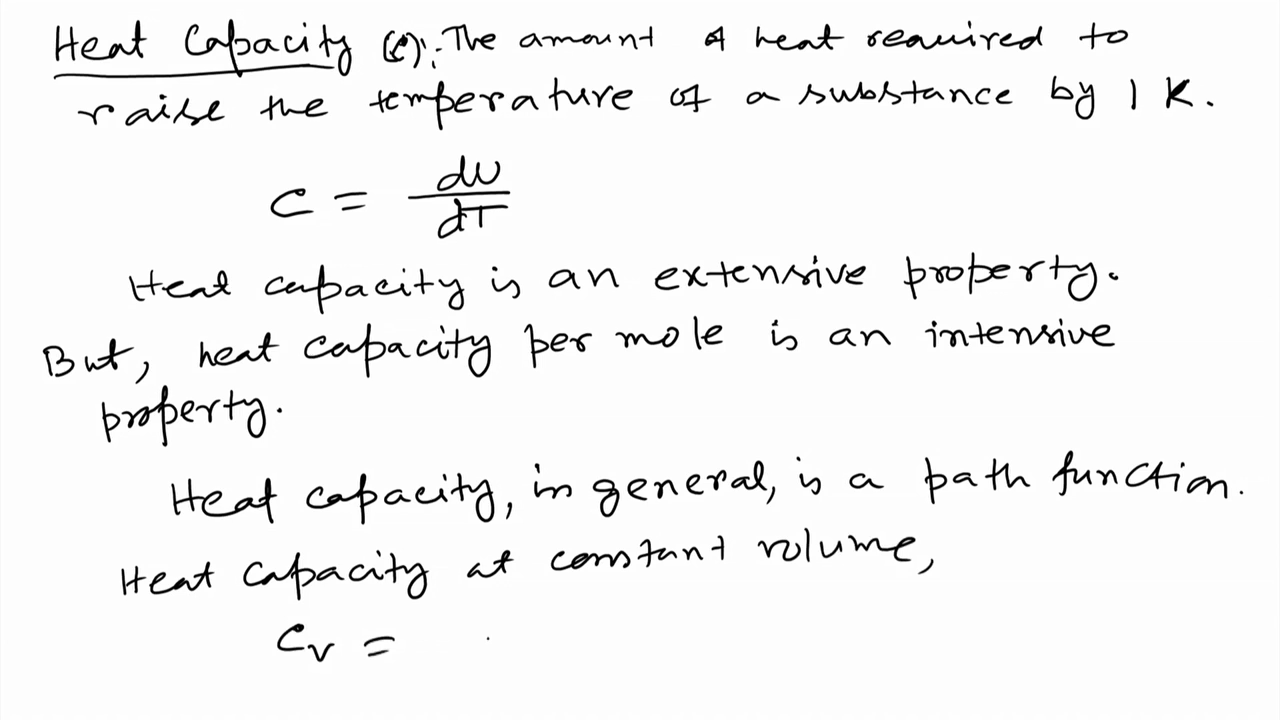 Heat Capacity (C): The amount of heat required to
raise the temperature of a substance by 1 K.
C = dω/dT
Heat capacity is an extensive property.
But, heat capacity per mole is an intensive
property.
Heat capacity, in general, is a path function.
Heat capacity at constant volume,
Cv =